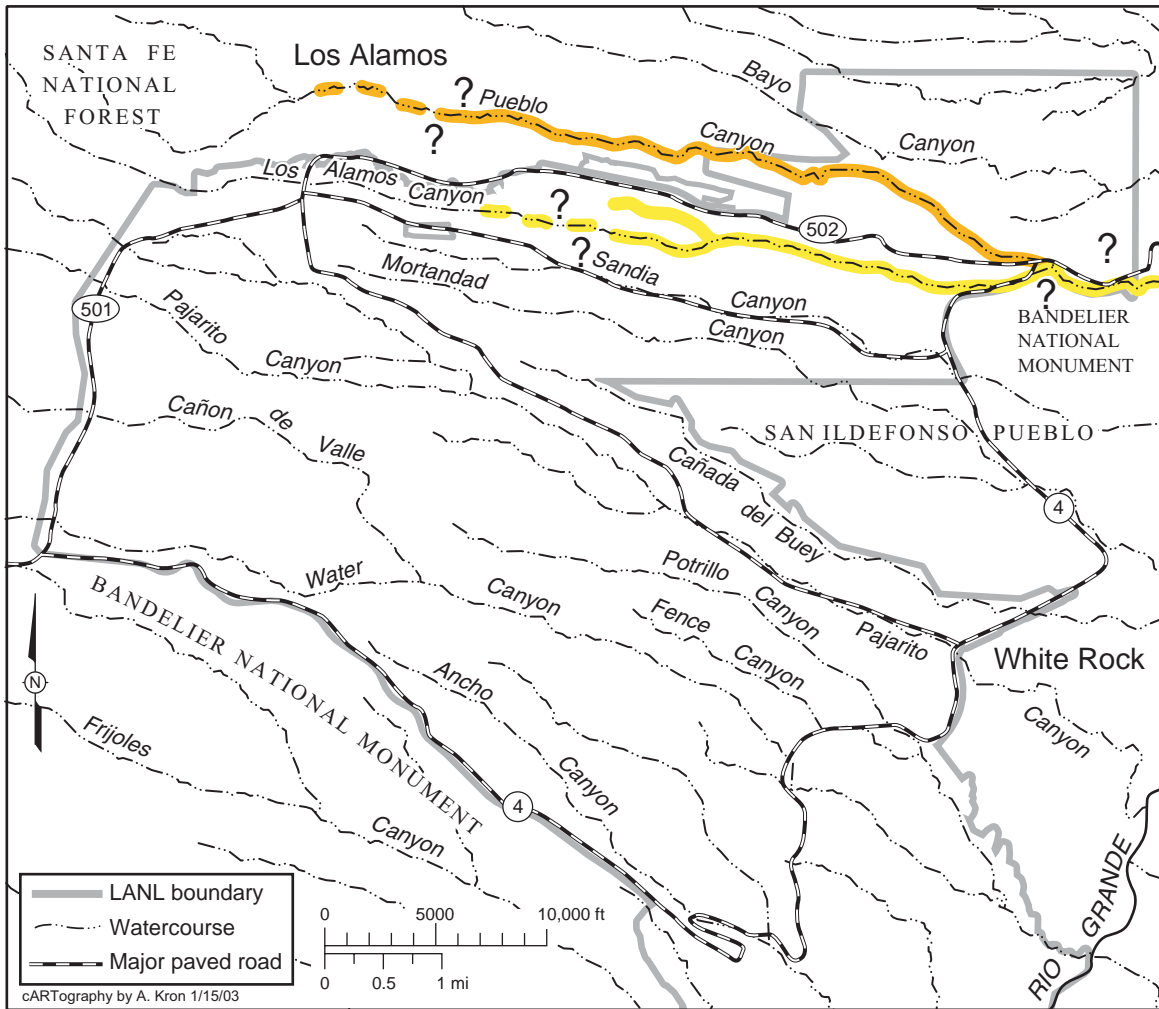 SANTA FE
NATIONAL
FOREST
Los Alamos
?
Pueblo
?
Canyon
Bayo
Canyon
Los Alamos
Canyon
?
502
?
Sandia
Canyon
?
?
Mortandad
Canyon
BANDELIER
NATIONAL
MONUMENT
501
Pajarito
Canyon
Cañon de Valle
SAN ILDEFONSO PUEBLO
Cañada
del Buey
4
Water
Canyon
Potrillo
Canyon
Fence
Canyon
Pajarito
White Rock
Canyon
BANDELIER NATIONAL MONUMENT
N
Ancho
Canyon
Frijoles
Canyon
4
RIO GRANDE
LANL boundary
Watercourse
Major paved road
0 5000 10,000 ft
0 0.5 1 mi
cARTography by A. Kron 1/15/03